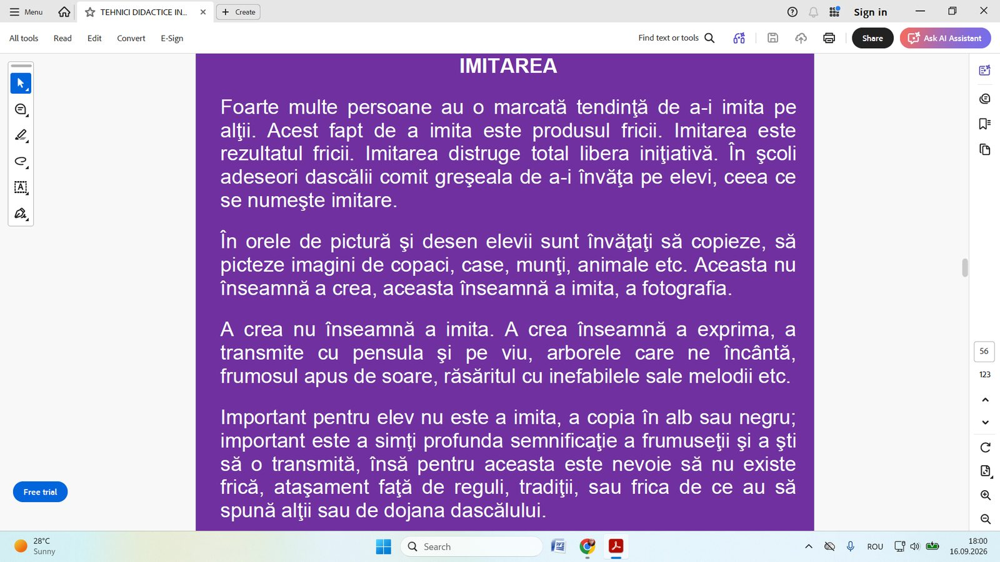 Menu
TEHNICI DIDACTICE IN...
Create
Sign in
All tools
Read
Edit
Convert
E-Sign
Find text or tools
Share
Ask AI Assistant
IMITAREA
Foarte multe persoane au o marcată tendinţă de a-i imita pe
alţii. Acest fapt de a imita este produsul fricii. Imitarea este
rezultatul fricii. Imitarea distruge total libera iniţiativă. În şcoli
adeseori dascălii comit greşeala de a-i învăţa pe elevi, ceea ce
se numeşte imitare.
În orele de pictură şi desen elevii sunt învăţaţi să copieze, să
picteze imagini de copaci, case, munţi, animale etc. Aceasta nu
înseamnă a crea, aceasta înseamnă a imita, a fotografia.
A crea nu înseamnă a imita. A crea înseamnă a exprima, a
transmite cu pensula şi pe viu, arborele care ne încântă,
frumosul apus de soare, răsăritul cu inefabilele sale melodii etc.
Important pentru elev nu este a imita, a copia în alb sau negru;
important este a simţi profunda semnificaţie a frumuseţii şi a şti
să o transmită, însă pentru aceasta este nevoie să nu existe
frică, ataşament faţă de reguli, tradiţii, sau frica de ce au să
spună alţii sau de dojana dascălului.
56
123
Free trial
28°C
Sunny
Search
ROU
18:00
16.09.2026